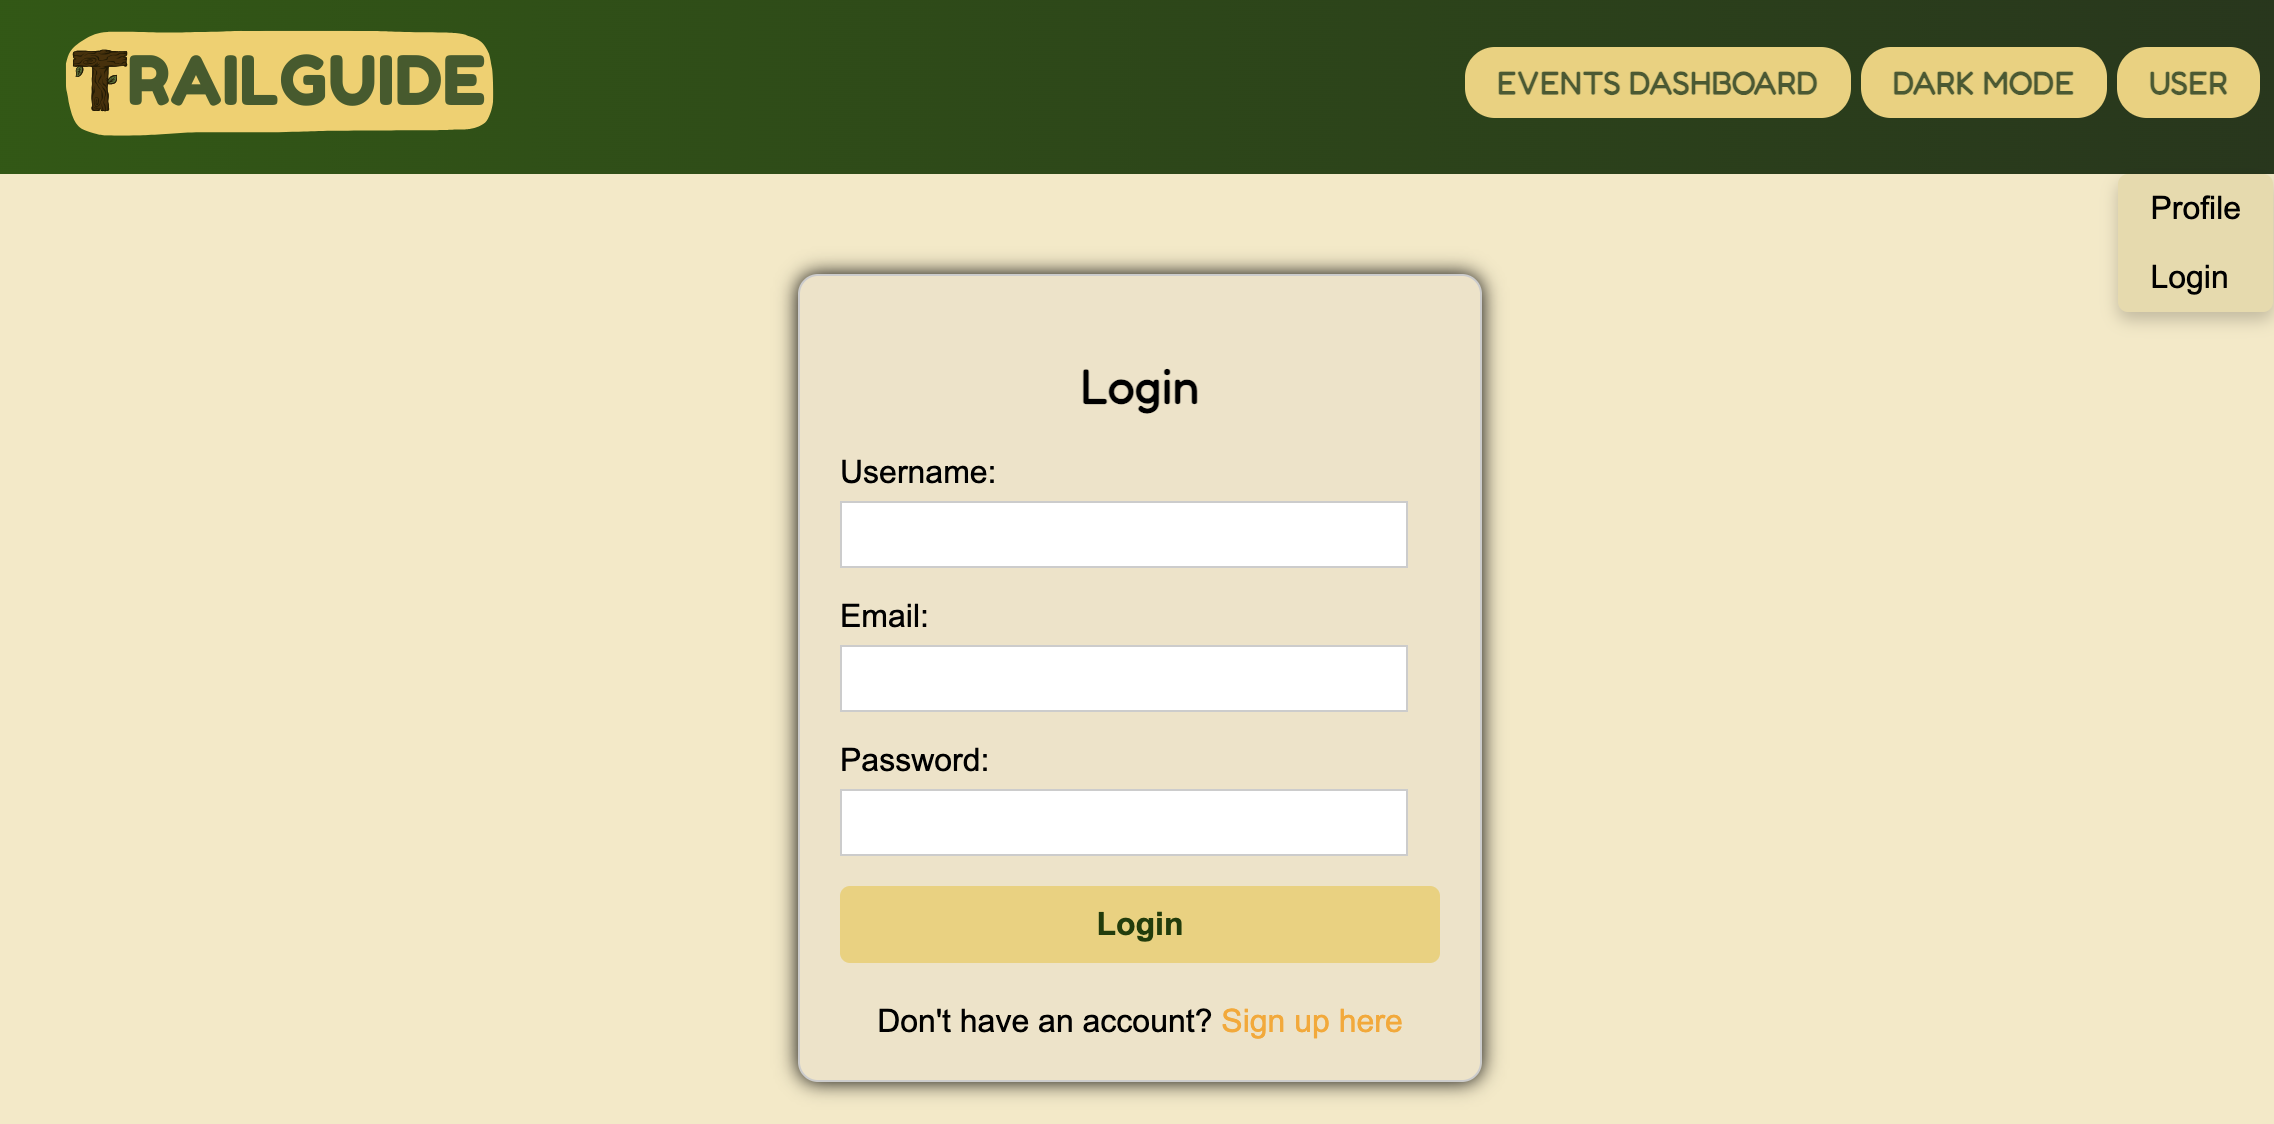 TRAILGUIDE
EVENTS DASHBOARD
DARK MODE
USER
Profile
Login
Login
Username:
Email:
Password:
Login
Don't have an account? Sign up here